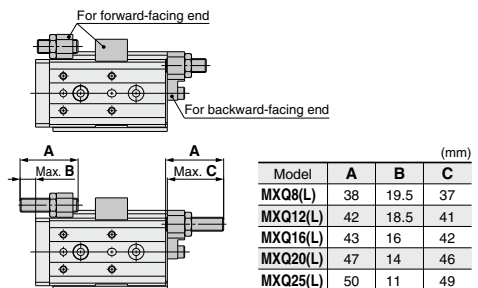 For forward-facing end
For backward-facing end
A
Max. B
A
Max. C
(mm)
Model A B C
MXQ8(L) 38 19.5 37
MXQ12(L) 42 18.5 41
MXQ16(L) 43 16 42
MXQ20(L) 47 14 46
MXQ25(L) 50 11 49